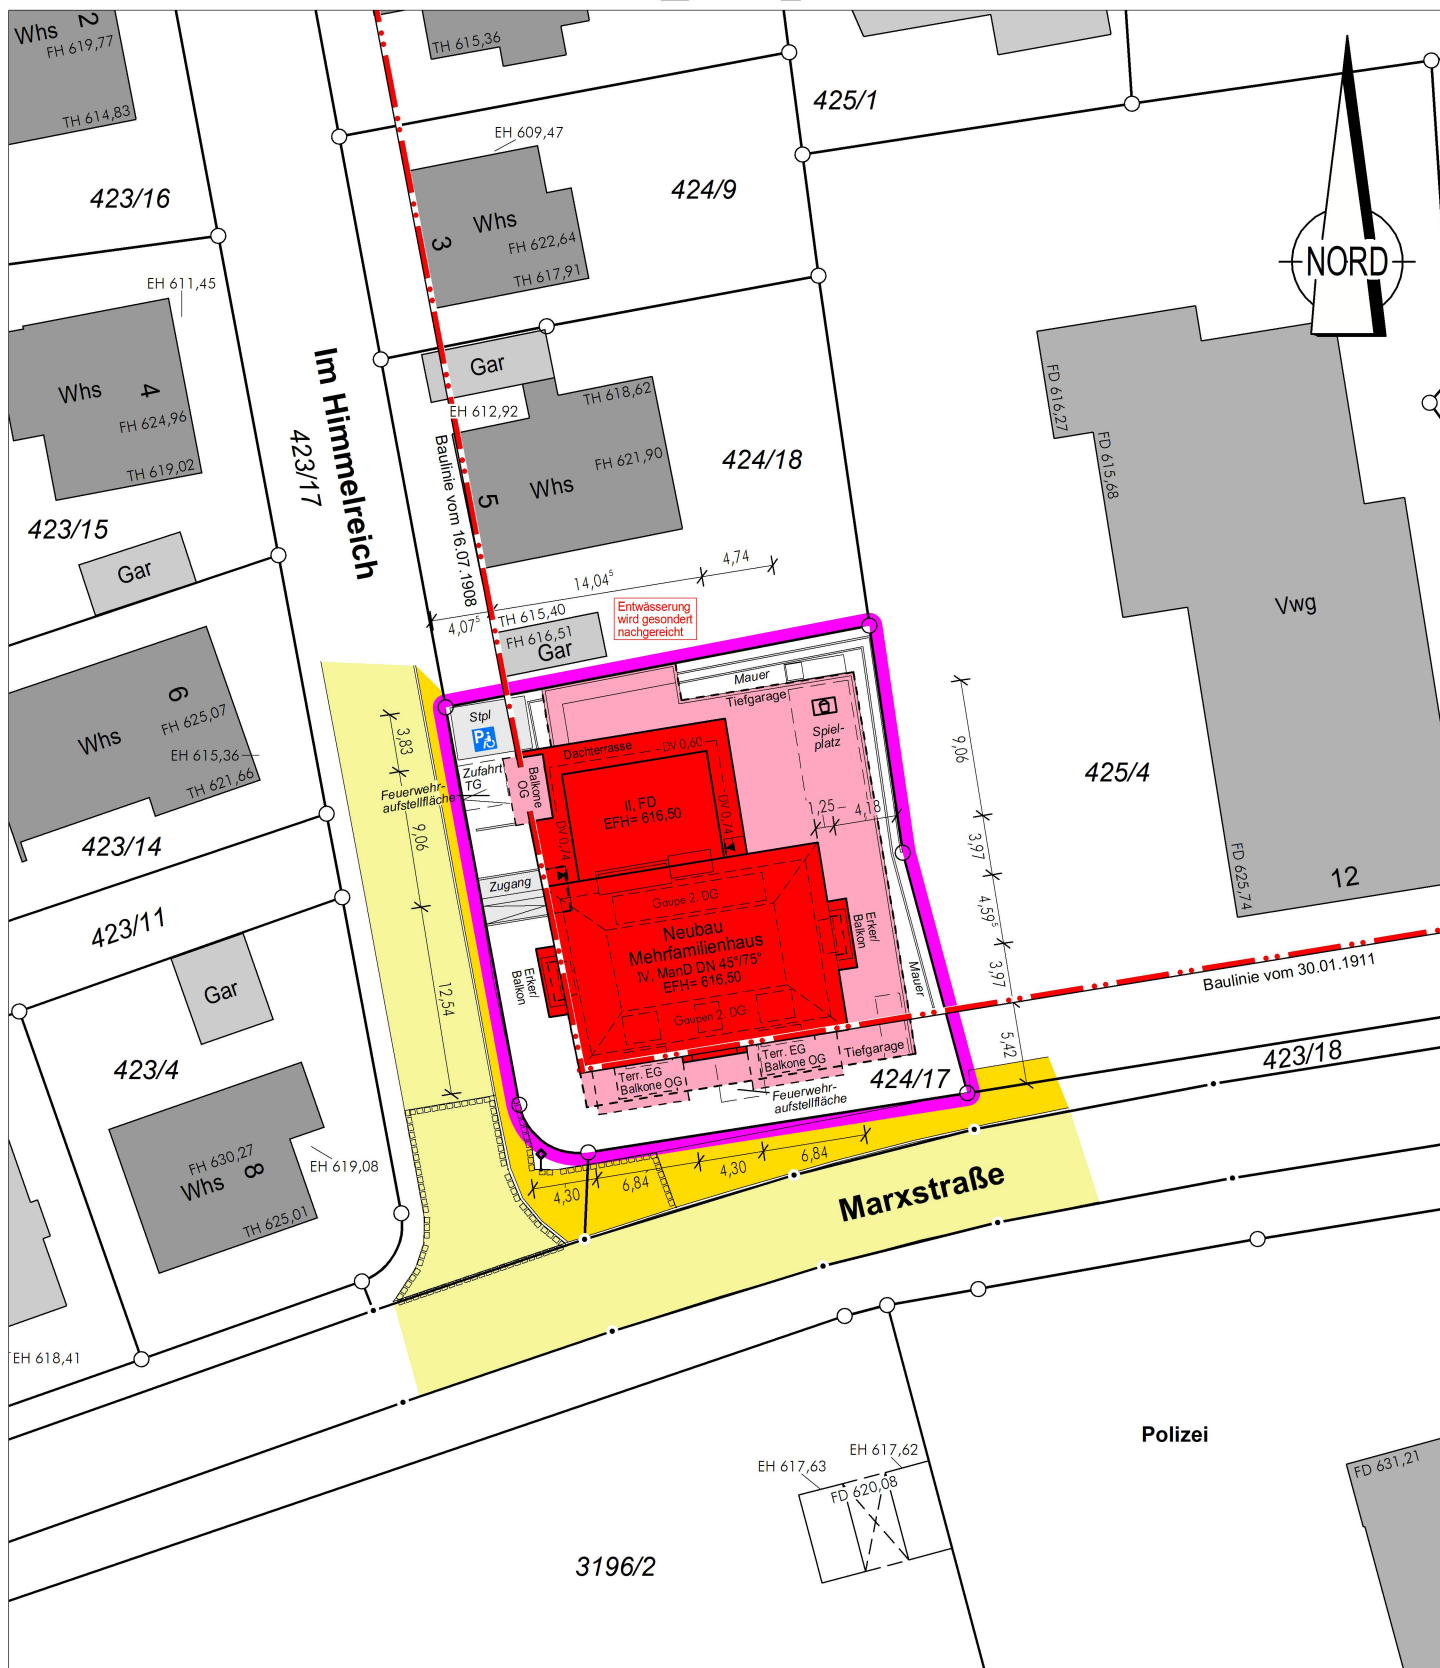 Whs
2
FH 619,77
TH 614,83
TH 615,36
425/1
EH 609,47
423/16
424/9
Whs
3
FH 622,64
TH 617,91
NORD
EH 611,45
Whs
4
FH 624,96
TH 619,02
Im Himmelreich
423/17
Gar
EH 612,92
TH 618,62
FH 621,90
Whs
5
424/18
Baulinie vom 16.07.1908
FD 616,27
FD 615,68
Vwg
12
FD 625,74
423/15
Gar
4,07⁵
14,04⁵
4,74
TH 615,40
FH 616,51
Gar
Entwässerung
wird gesondert
nachgereicht
6
FH 625,07
Whs
EH 615,36
TH 621,66
423/14
3,83
9,06
12,54
Stpl
P
Zufahrt
TG
Feuerwehr-
aufstellfläche
Balkone
OG
Mauer
Tiefgarage
Spiel-
platz
Dachterrasse
DV 0,60
DV 0,74
DV 0,74
II, FD
EFH= 616,50
1,25
4,18
9,06
3,97
4,59⁵
3,97
5,42
425/4
Zugang
Gaupe 2. DG
Neubau
Mehrfamilienhaus
IV, ManD DN 45°/75°
EFH= 616,50
Gaupen 2. DG
Erker/
Balkon
Erker/
Balkon
Mauer
Baulinie vom 30.01.1911
423/11
Gar
423/4
Terr. EG
Balkone OG
Terr. EG
Balkone OG
Tiefgarage
424/17
Feuerwehr-
aufstellfläche
423/18
FH 630,27
Whs
8
TH 625,01
EH 619,08
4,30
6,84
4,30
6,84
Marxstraße
EH 618,41
Polizei
EH 617,63
EH 617,62
FD 620,08
FD 631,21
3196/2